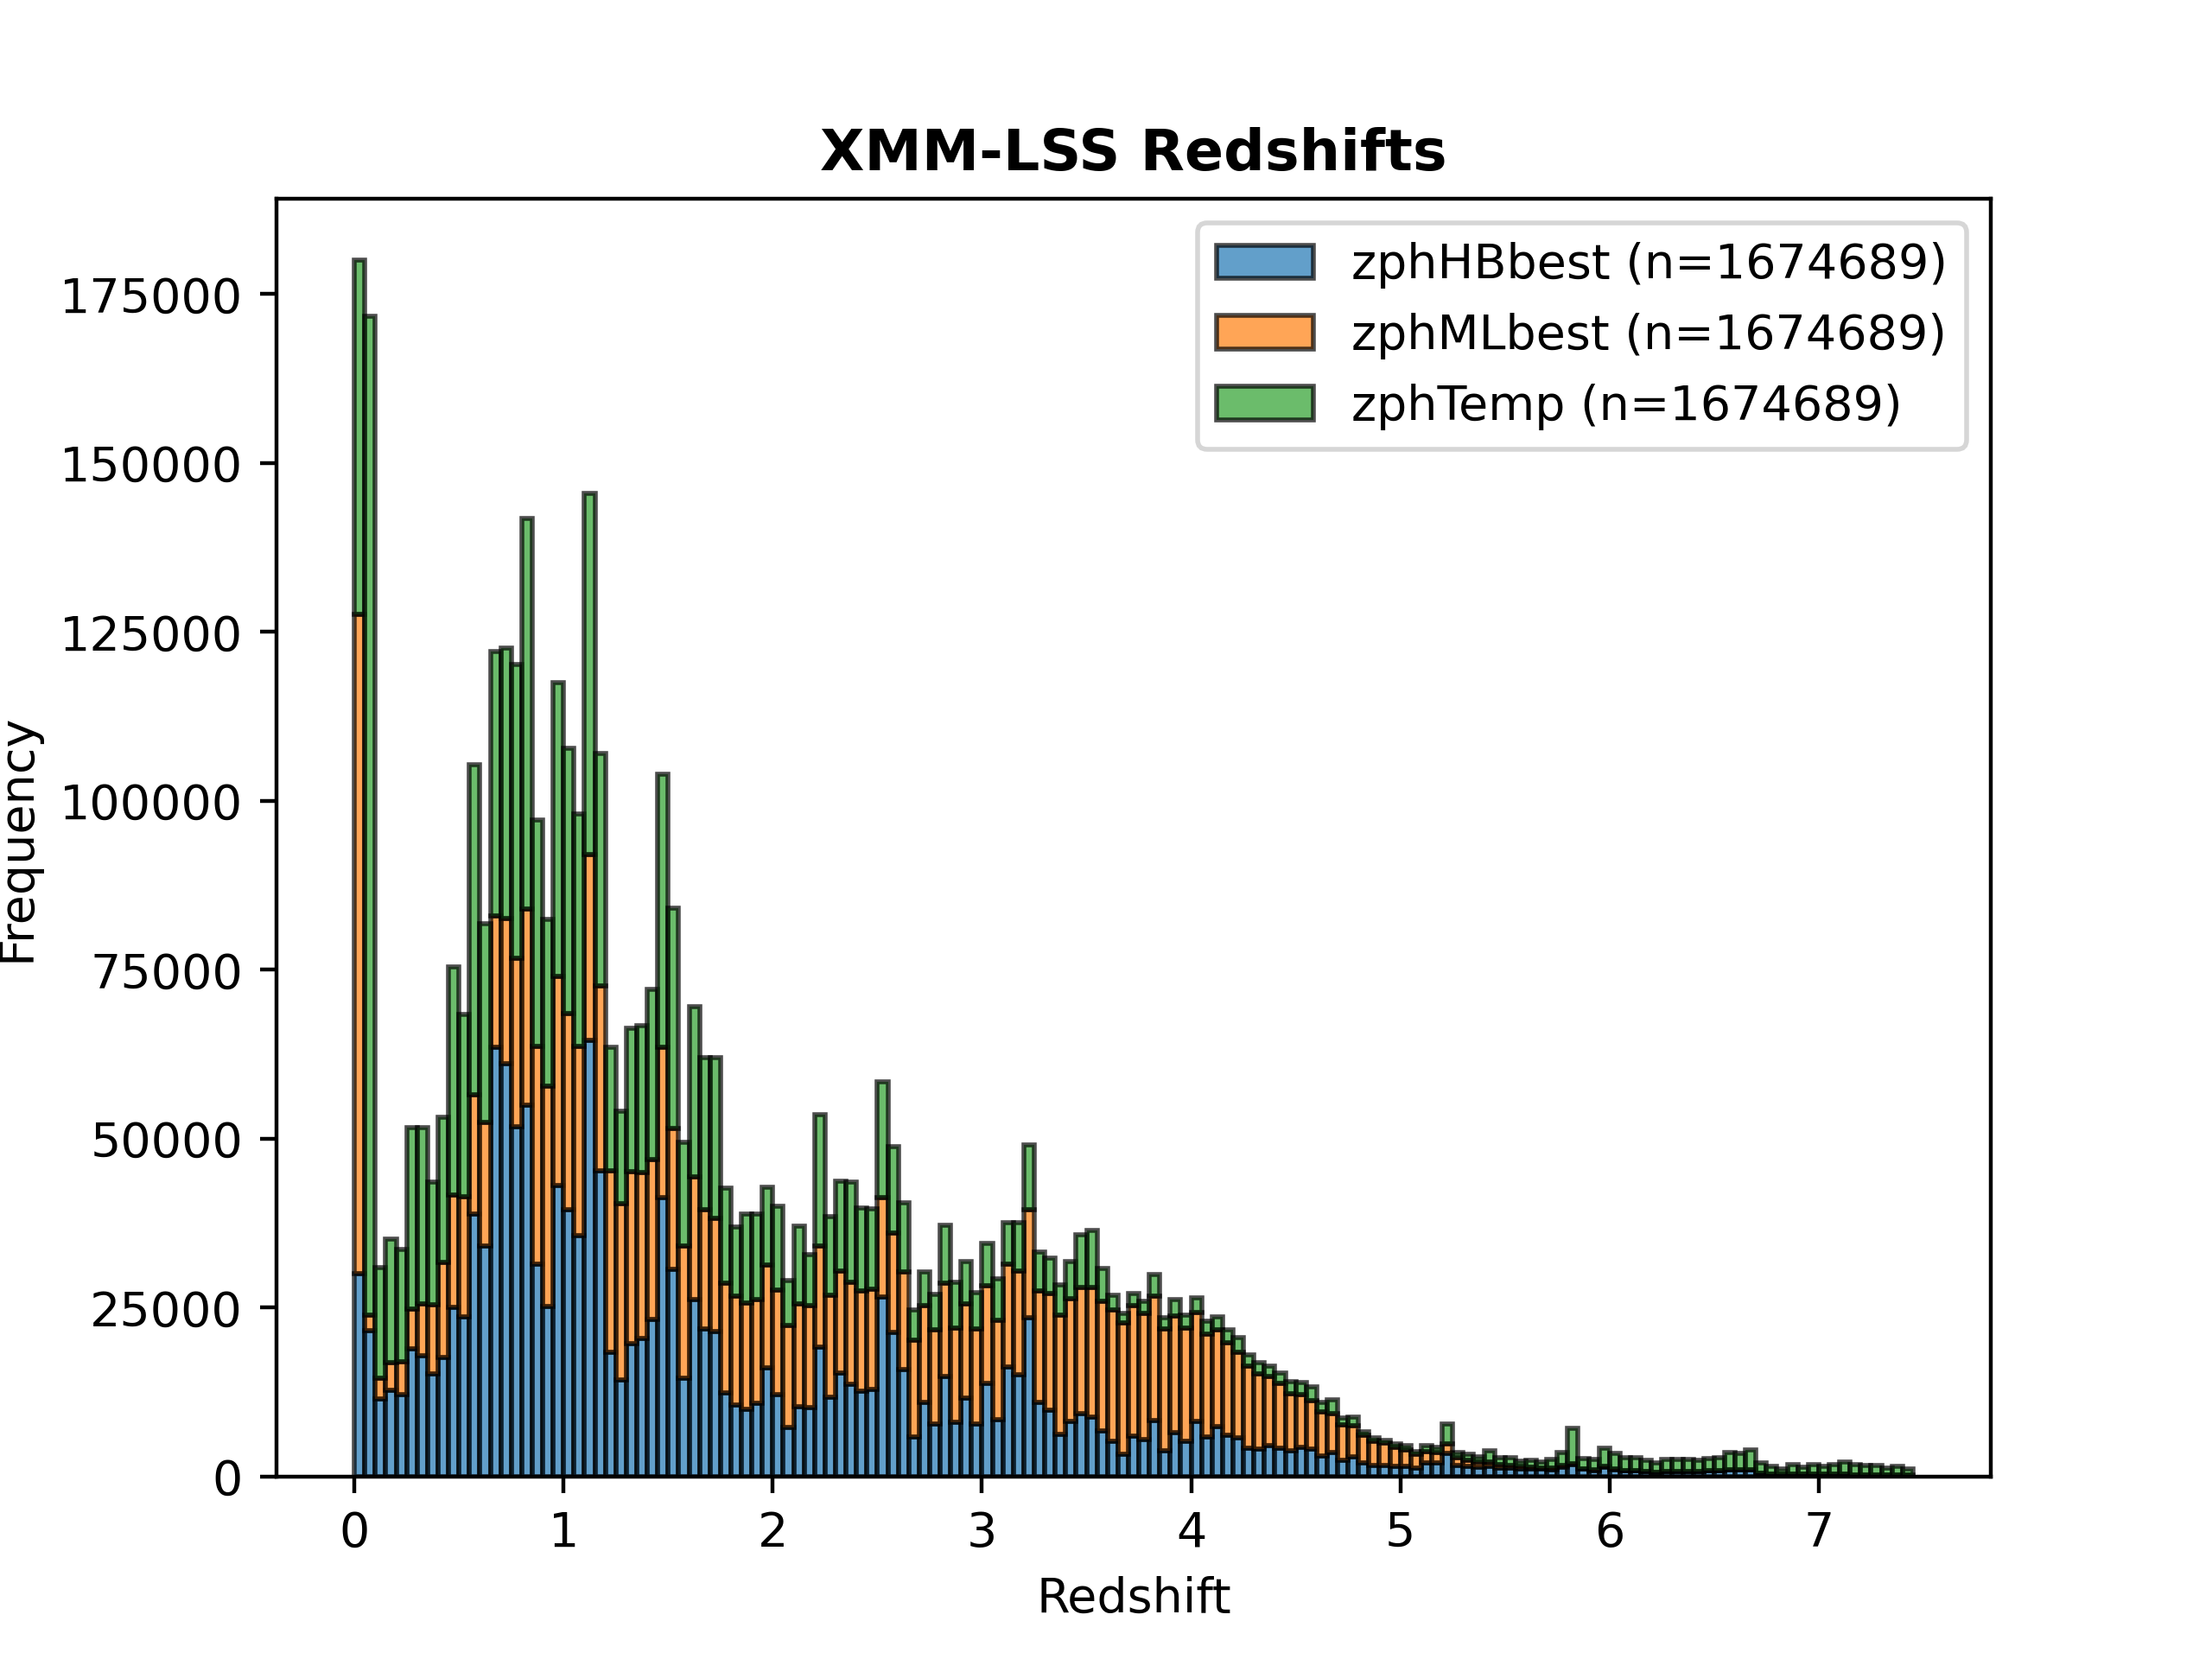 XMM-LSS Redshifts
zphHBbest (n=1674689)
zphMLbest (n=1674689)
zphTemp (n=1674689)
175000
150000
125000
100000
75000
50000
25000
0
Frequency
0 1 2 3 4 5 6 7
Redshift